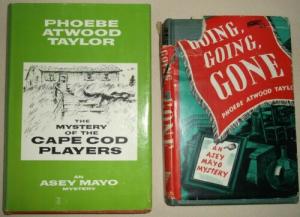 PHOEBE
ATWOOD
TAYLOR
THE
MYSTERY OF THE
CAPE COD
PLAYERS
AN
ASEY MAYO
MYSTERY
GOING,
GOING,
GONE
PHOEBE ATWOOD TAYLO
AN
ASEY MAYO
MYSTERY